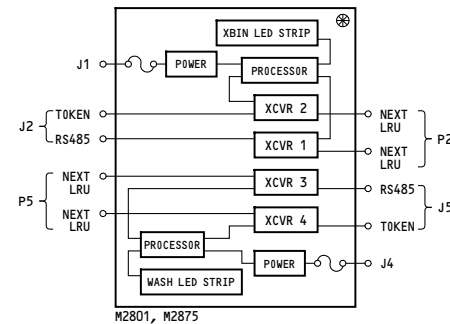 XBIN LED STRIP
J1
POWER
PROCESSOR
J2
TOKEN
XCVR 2
NEXT
LRU
P2
RS485
XCVR 1
NEXT
LRU
P5
NEXT
LRU
XCVR 3
RS485
J5
NEXT
LRU
XCVR 4
TOKEN
PROCESSOR
POWER
J4
WASH LED STRIP
M2801, M2875